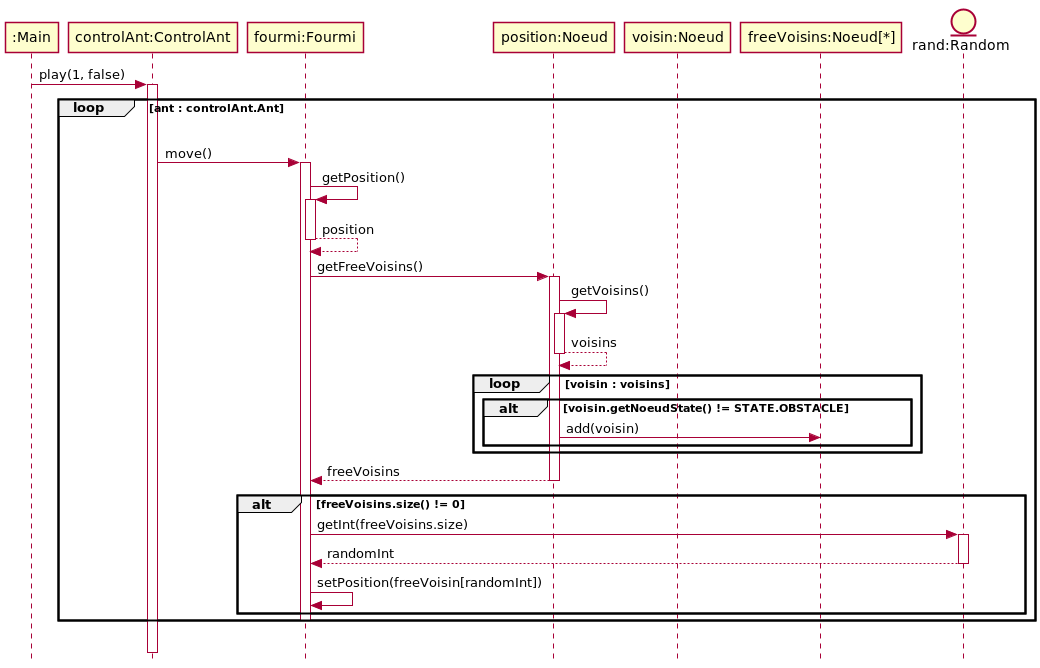 :Main
controlAnt:ControlAnt
fourmi:Fourmi
position:Noeud
voisin:Noeud
freeVoisins:Noeud[*]
rand:Random
play(1, false)
loop
[ant : controlAnt.Ant]
move()
getPosition()
position
getFreeVoisins()
getVoisins()
voisins
loop
[voisin : voisins]
alt
[voisin.getNoeudState() != STATE.OBSTACLE]
add(voisin)
freeVoisins
alt
[freeVoisins.size() != 0]
getInt(freeVoisins.size)
randomInt
setPosition(freeVoisin[randomInt])